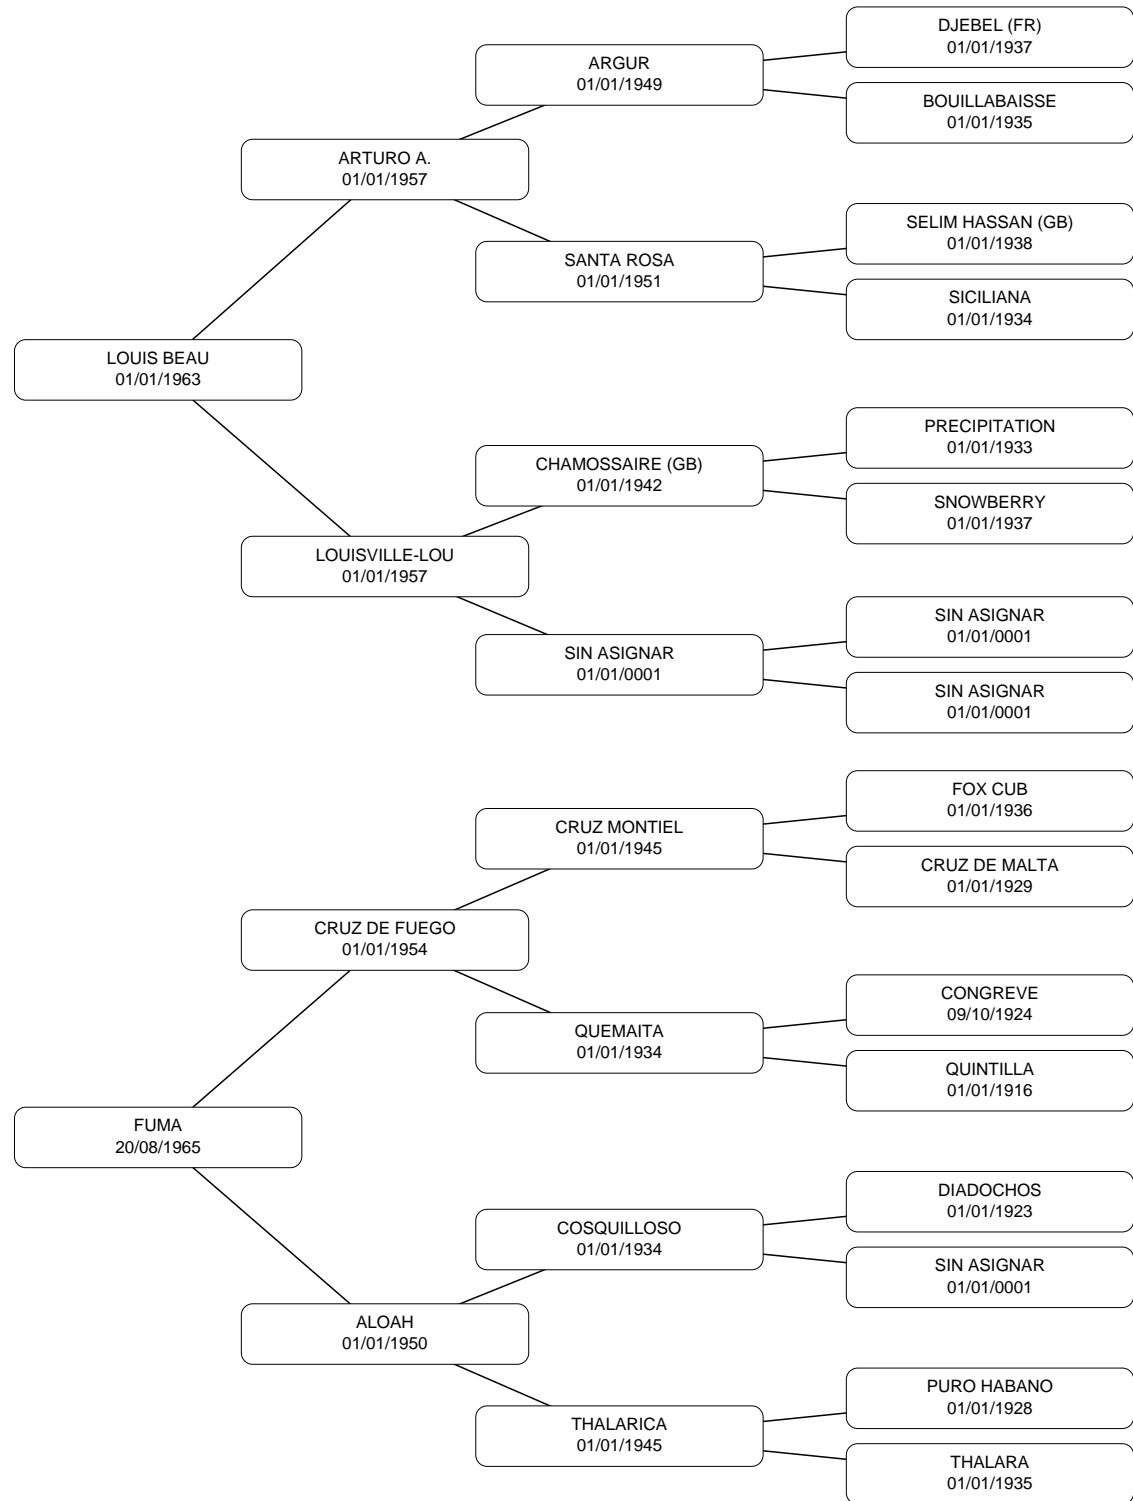 DJEBEL (FR)
01/01/1937
ARGUR
01/01/1949
BOUILLABAISSE
01/01/1935
ARTURO A.
01/01/1957
SELIM HASSAN (GB)
01/01/1938
SANTA ROSA
01/01/1951
SICILIANA
01/01/1934
LOUIS BEAU
01/01/1963
PRECIPITATION
01/01/1933
CHAMOSSAIRE (GB)
01/01/1942
SNOWBERRY
01/01/1937
LOUISVILLE-LOU
01/01/1957
SIN ASIGNAR
01/01/0001
SIN ASIGNAR
01/01/0001
SIN ASIGNAR
01/01/0001
FOX CUB
01/01/1936
CRUZ MONTIEL
01/01/1945
CRUZ DE MALTA
01/01/1929
CRUZ DE FUEGO
01/01/1954
CONGREVE
09/10/1924
QUEMAITA
01/01/1934
QUINTILLA
01/01/1916
FUMA
20/08/1965
DIADOCHOS
01/01/1923
COSQUILLOSO
01/01/1934
SIN ASIGNAR
01/01/0001
ALOAH
01/01/1950
PURO HABANO
01/01/1928
THALARICA
01/01/1945
THALARA
01/01/1935